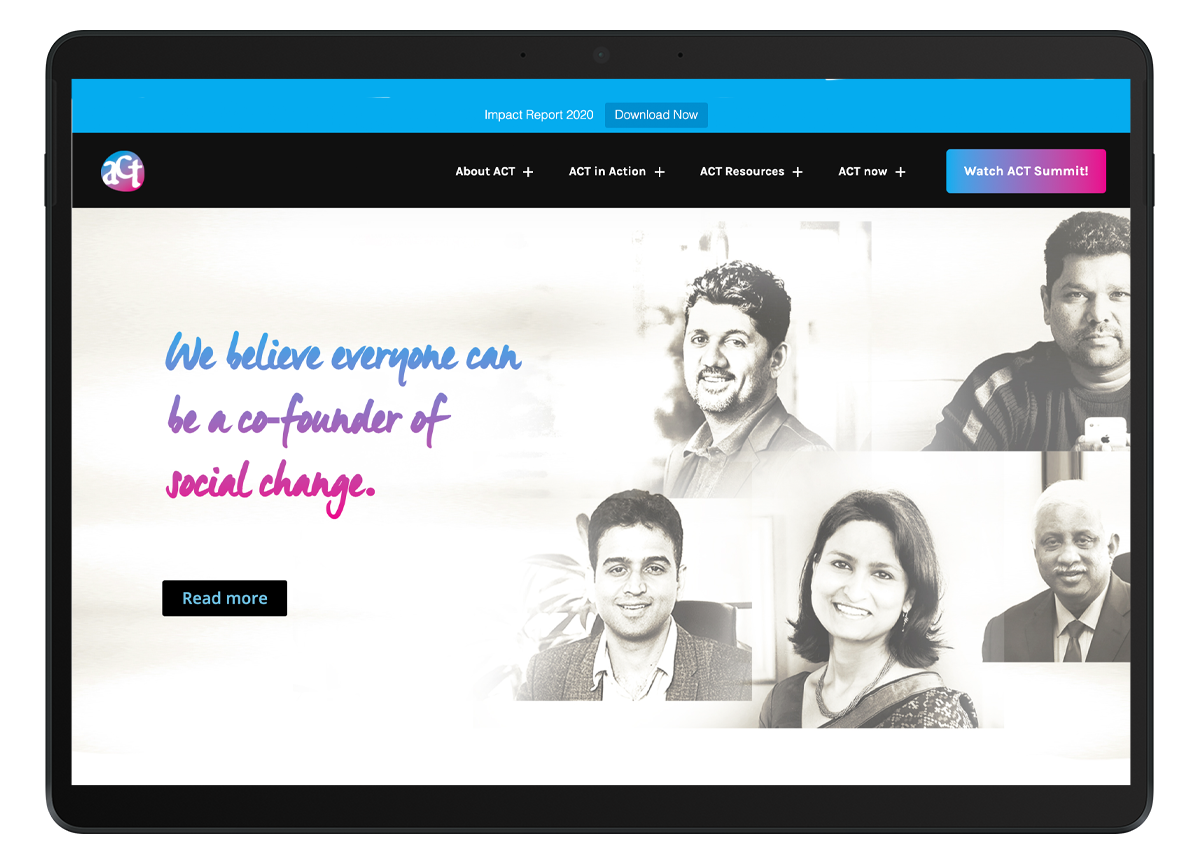 Impact Report 2020 Download Now
act
About ACT + ACT in Action + ACT Resources + ACT now + Watch ACT Summit!
We believe everyone can
be a co-founder of
social change.
Read more